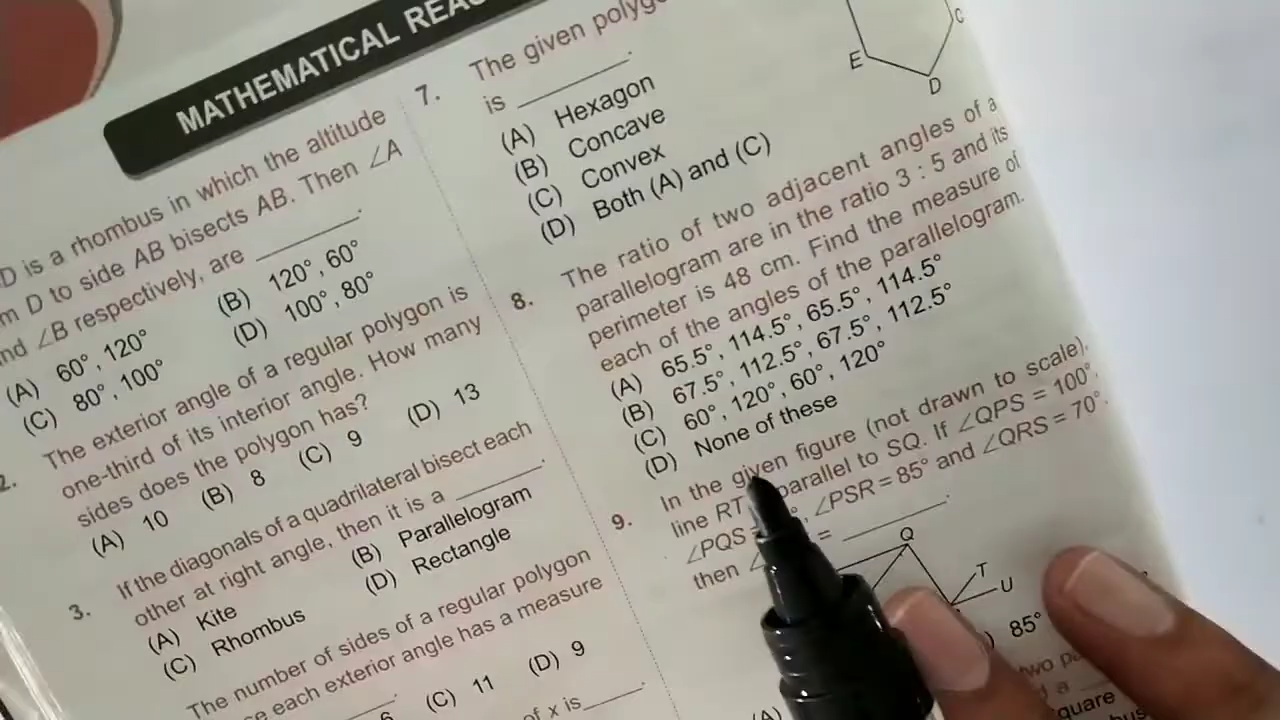 MATHEMATICAL REA
D is a rhombus in which the altitude
m D to side AB bisects AB. Then ∠A
nd ∠B respectively, are ______.
(A) 60°, 120° (B) 120°, 60°
(C) 80°, 100° (D) 100°, 80°
2. The exterior angle of a regular polygon is
one-third of its interior angle. How many
sides does the polygon has?
(A) 10 (B) 8 (C) 9 (D) 13
3. If the diagonals of a quadrilateral bisect each
other at right angle, then it is a ______.
(A) Kite (B) Parallelogram
(C) Rhombus (D) Rectangle
The number of sides of a regular polygon
each exterior angle has a measure
(C) 11 (D) 9
of x is______.
7. The given polygo
is ______.
(A) Hexagon
(B) Concave
(C) Convex
(D) Both (A) and (C)
C
E
D
8. The ratio of two adjacent angles of a
parallelogram are in the ratio 3 : 5 and its
perimeter is 48 cm. Find the measure of
each of the angles of the parallelogram.
(A) 65.5°, 114.5°, 65.5°, 114.5°
(B) 67.5°, 112.5°, 67.5°, 112.5°
(C) 60°, 120°, 60°, 120°
(D) None of these
9. In the given figure (not drawn to scale),
line RT parallel to SQ. If ∠QPS = 100°,
∠PQS = °, ∠PSR = 85° and ∠QRS = 70°,
then ∠ = ______.
Q
T
U
) 85°
two
a
(A)
quare